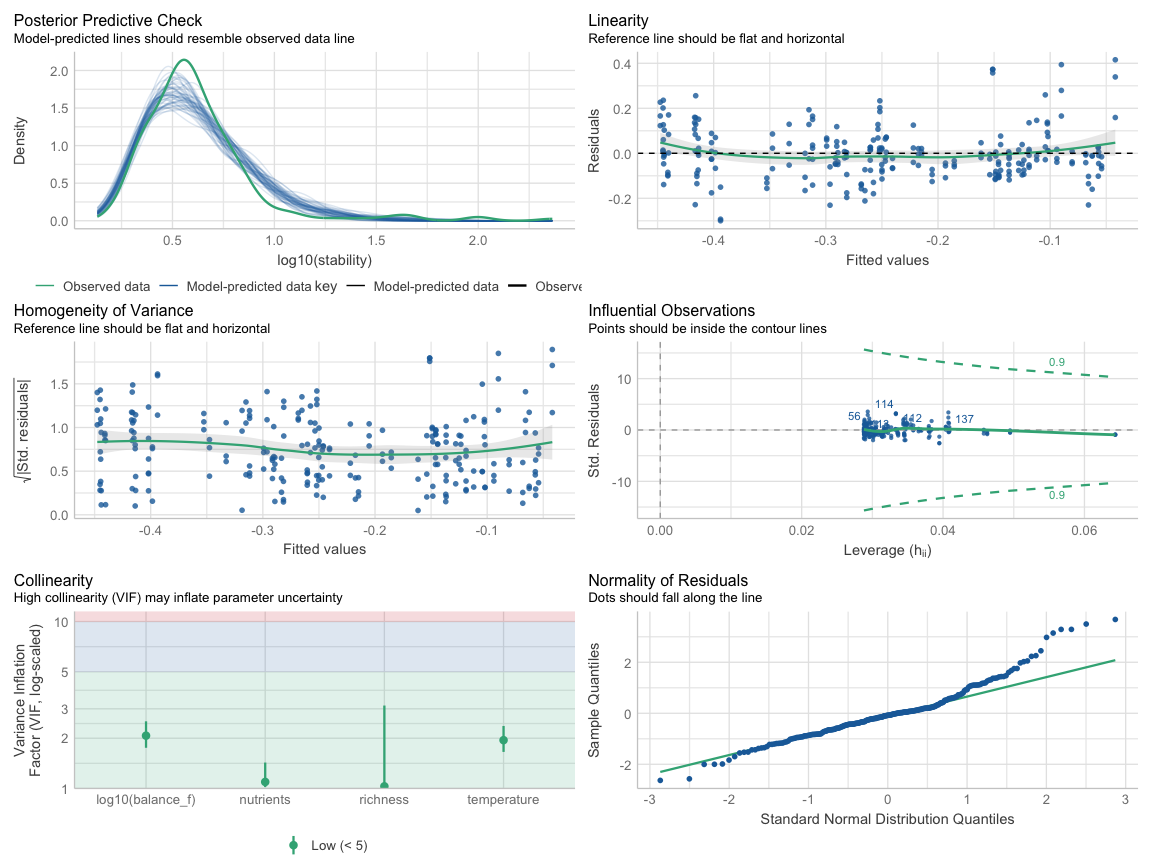 Posterior Predictive Check
Model-predicted lines should resemble observed data line
Density
2.0
1.5
1.0
0.5
0.0
0.5
1.0
1.5
2.0
log10(stability)
Observed data
Model-predicted data key
Model-predicted data
Observe
Linearity
Reference line should be flat and horizontal
Residuals
0.4
0.2
0.0
-0.2
-0.4
-0.3
-0.2
-0.1
Fitted values
Homogeneity of Variance
Reference line should be flat and horizontal
√|Std. residuals|
1.5
1.0
0.5
0.0
-0.4
-0.3
-0.2
-0.1
Fitted values
Influential Observations
Points should be inside the contour lines
Std. Residuals
10
0
-10
0.9
114
56
112
137
0.9
0.00
0.02
0.04
0.06
Leverage (hᵢᵢ)
Collinearity
High collinearity (VIF) may inflate parameter uncertainty
Variance Inflation
Factor (VIF, log-scaled)
10
5
3
2
1
log10(balance_f)
nutrients
richness
temperature
Low (< 5)
Normality of Residuals
Dots should fall along the line
Sample Quantiles
2
0
-2
-3
-2
-1
0
1
2
3
Standard Normal Distribution Quantiles